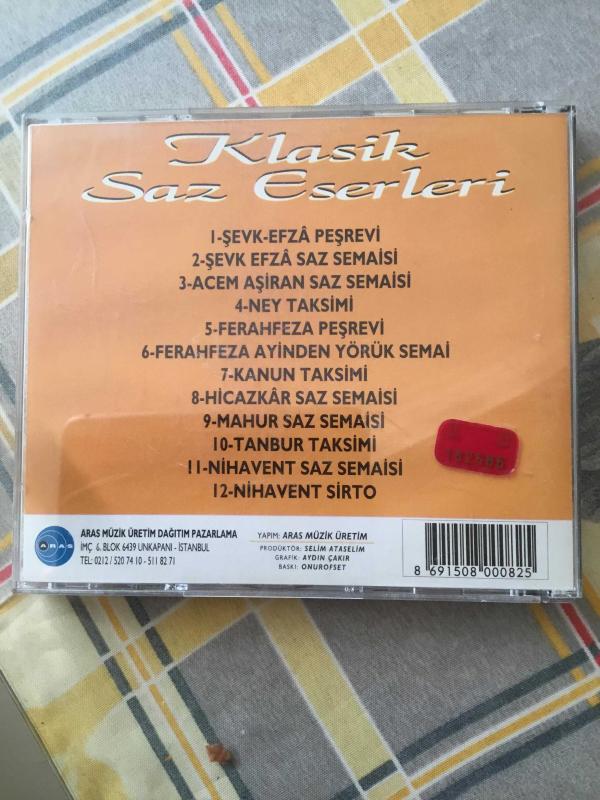 Klasik
Saz Eserleri
1-ŞEVK-EFZÂ PEŞREVİ
2-ŞEVK EFZÂ SAZ SEMAİSİ
3-ACEM AŞİRAN SAZ SEMAİSİ
4-NEY TAKSİMİ
5-FERAHFEZA PEŞREVİ
6-FERAHFEZA AYİNDEN YÖRÜK SEMAİ
7-KANUN TAKSİMİ
8-HİCAZKÂR SAZ SEMAİSİ
9-MAHUR SAZ SEMAİSİ
10-TANBUR TAKSİMİ
11-NİHAVENT SAZ SEMAİSİ
12-NİHAVENT SİRTO
ARAS
ARAS MÜZİK ÜRETİM DAĞITIM PAZARLAMA
İMÇ 6. BLOK 6439 UNKAPANI - İSTANBUL
TEL: 0212 / 520 74 10 - 511 82 71
YAPIM: ARAS MÜZİK ÜRETİM
PRODÜKTÖR: SELİM ATASELİM
GRAFİK: AYDIN ÇAKIR
BASKI: ONUROFSET
8 691508 000825